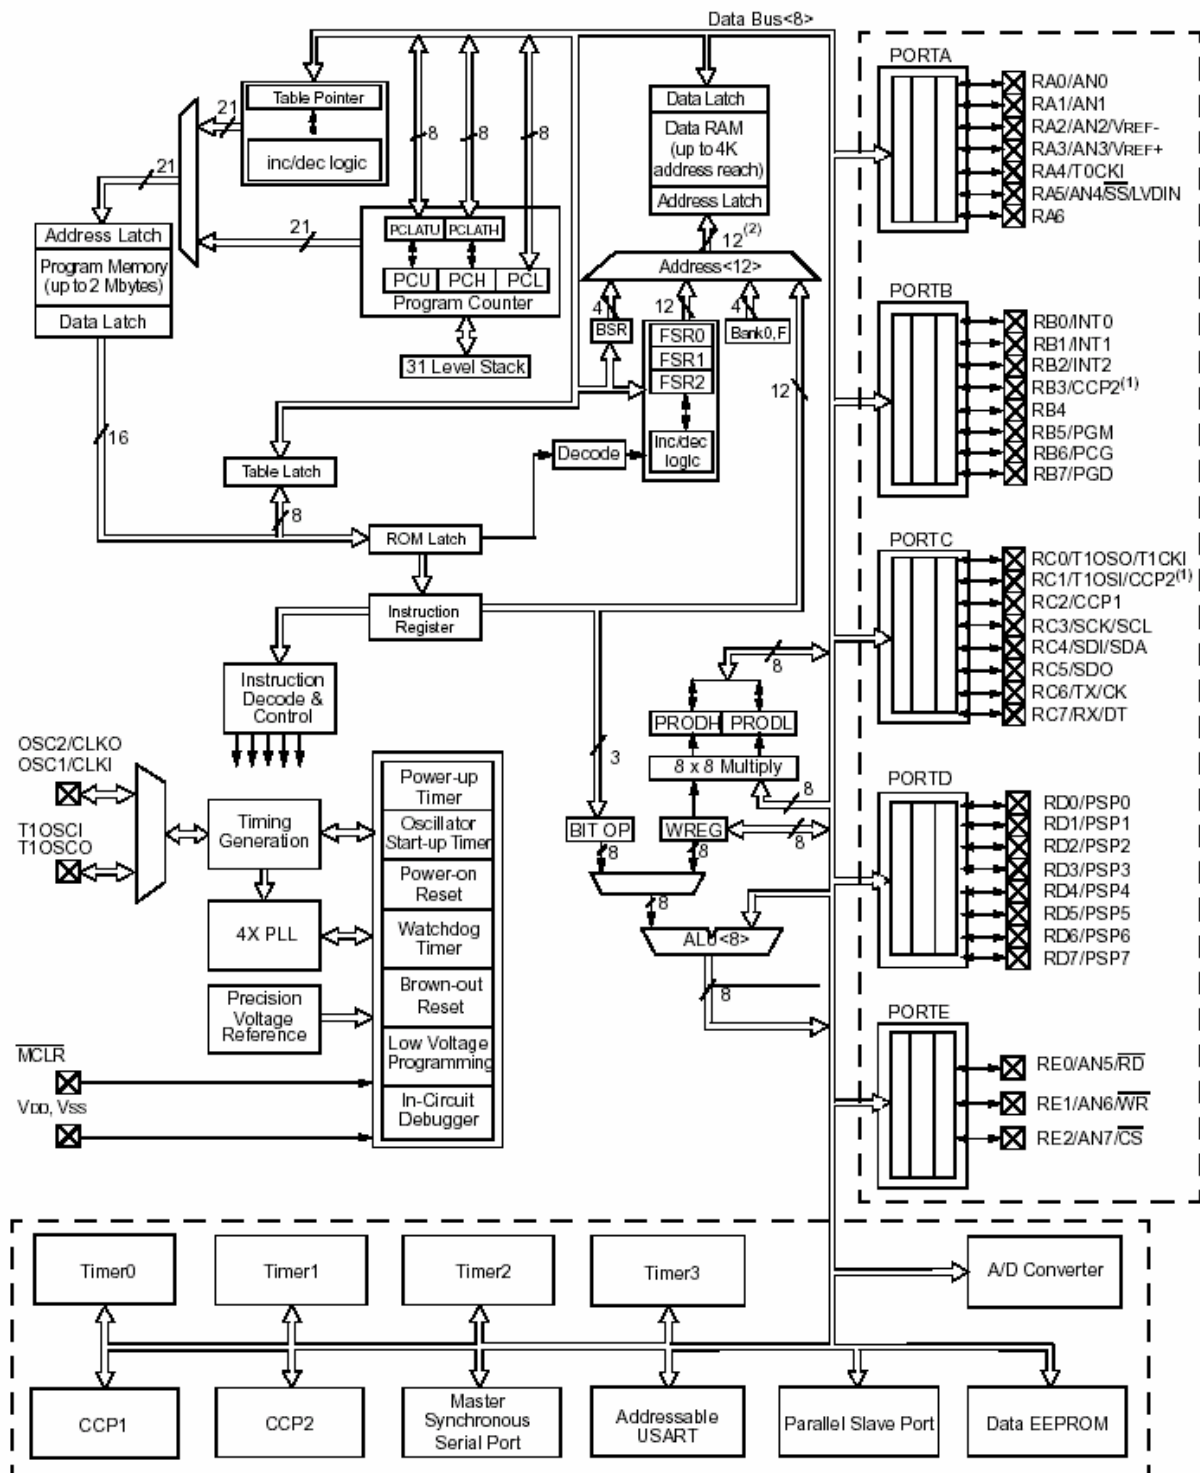 Data Bus<8>
Table Pointer
inc/dec logic
21
21
21
8
8
8
Data Latch
Data RAM
(up to 4K
address reach)
Address Latch
12(2)
Address<12>
4
12
4
BSR
FSR0
FSR1
FSR2
Bank0, F
inc/dec
logic
12
Address Latch
Program Memory
(up to 2 Mbytes)
Data Latch
PCLATU
PCLATH
PCU
PCH
PCL
Program Counter
31 Level Stack
16
Table Latch
8
Decode
ROM Latch
Instruction
Register
Instruction
Decode &
Control
OSC2/CLKO
OSC1/CLKI
T1OSCI
T1OSCO
Timing
Generation
4X PLL
Precision
Voltage
Reference
MCLR
VDD, VSS
Power-up
Timer
Oscillator
Start-up Timer
Power-on
Reset
Watchdog
Timer
Brown-out
Reset
Low Voltage
Programming
In-Circuit
Debugger
8
PRODH
PRODL
8 x 8 Multiply
3
8
BIT OP
WREG
8
8
8
8
ALU<8>
8
PORTA
RA0/AN0
RA1/AN1
RA2/AN2/VREF-
RA3/AN3/VREF+
RA4/T0CKI
RA5/AN4/SS/LVDIN
RA6
PORTB
RB0/INT0
RB1/INT1
RB2/INT2
RB3/CCP2(1)
RB4
RB5/PGM
RB6/PCG
RB7/PGD
PORTC
RC0/T1OSO/T1CKI
RC1/T1OSI/CCP2(1)
RC2/CCP1
RC3/SCK/SCL
RC4/SDI/SDA
RC5/SDO
RC6/TX/CK
RC7/RX/DT
PORTD
RD0/PSP0
RD1/PSP1
RD2/PSP2
RD3/PSP3
RD4/PSP4
RD5/PSP5
RD6/PSP6
RD7/PSP7
PORTE
RE0/AN5/RD
RE1/AN6/WR
RE2/AN7/CS
Timer0
Timer1
Timer2
Timer3
A/D Converter
CCP1
CCP2
Master
Synchronous
Serial Port
Addressable
USART
Parallel Slave Port
Data EEPROM